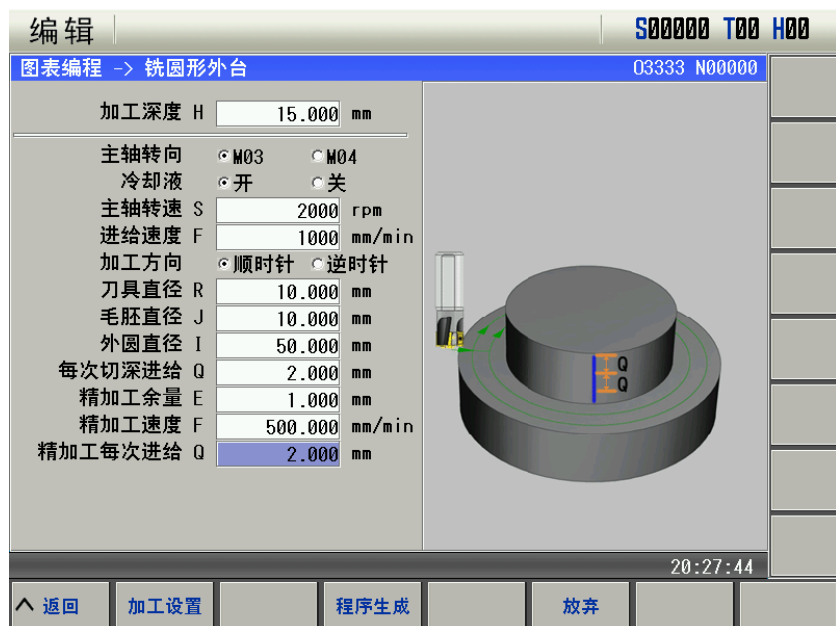 编辑 S00000 T00 H00
图表编程 -> 铣圆形外台 O3333 N00000
加工深度 H 15.000 mm
主轴转向 M03 M04
冷却液 开 关
主轴转速 S 2000 rpm
进给速度 F 1000 mm/min
加工方向 顺时针 逆时针
刀具直径 R 10.000 mm
毛胚直径 J 10.000 mm
外圆直径 I 50.000 mm
每次切深进给 Q 2.000 mm
精加工余量 E 1.000 mm
精加工速度 F 500.000 mm/min
精加工每次进给 Q 2.000 mm
Q
Q
20:27:44
返回 加工设置 程序生成 放弃